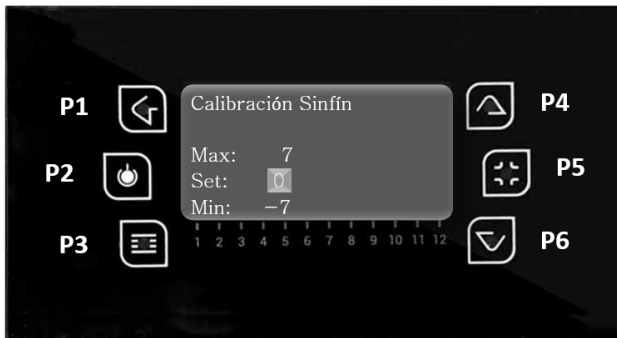 P1
P2
P3
Calibración Sinfín
Max: 7
Set: 0
Min: −7
1 2 3 4 5 6 7 8 9 10 11 12
P4
P5
P6